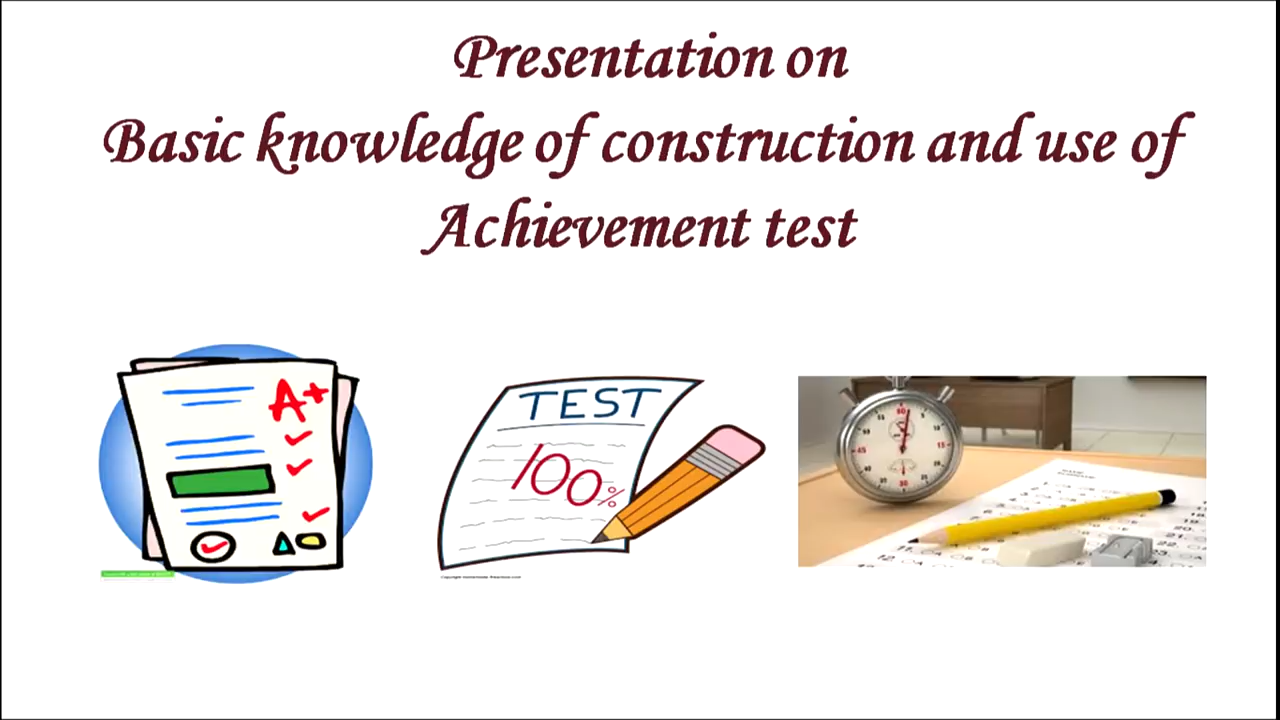 Presentation on
Basic knowledge of construction and use of
Achievement test
A+
TEST
100%